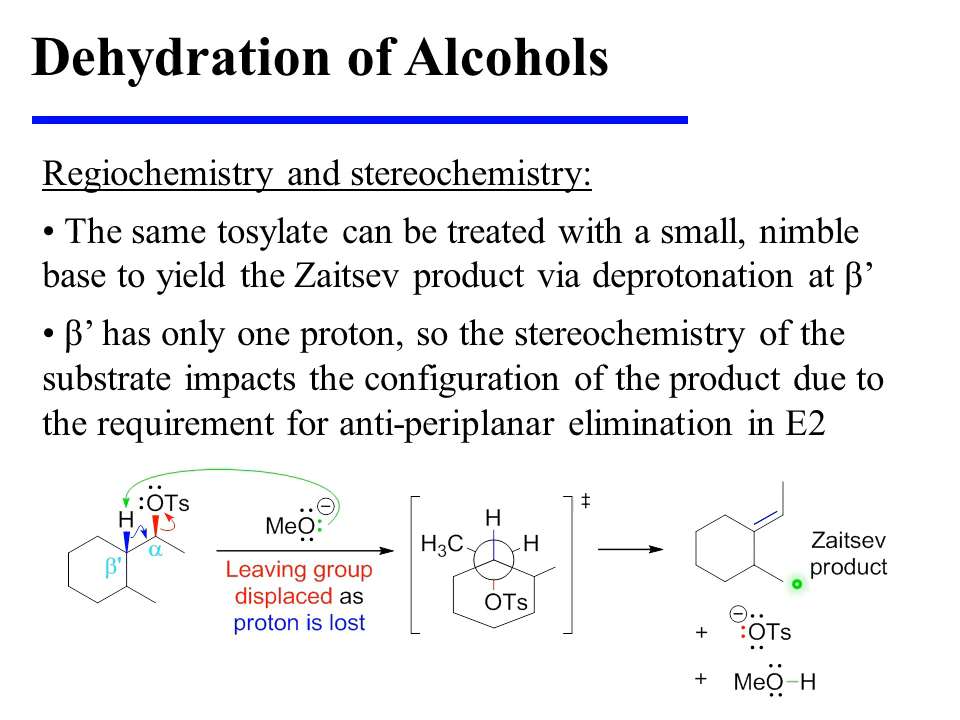 Dehydration of Alcohols
Regiochemistry and stereochemistry:
• The same tosylate can be treated with a small, nimble
base to yield the Zaitsev product via deprotonation at β’
• β’ has only one proton, so the stereochemistry of the
substrate impacts the configuration of the product due to
the requirement for anti-periplanar elimination in E2
H
OTs
β'
α
MeO
Leaving group
displaced as
proton is lost
H
H3C
H
OTs
‡
Zaitsev
product
+
OTs
+
MeO–H